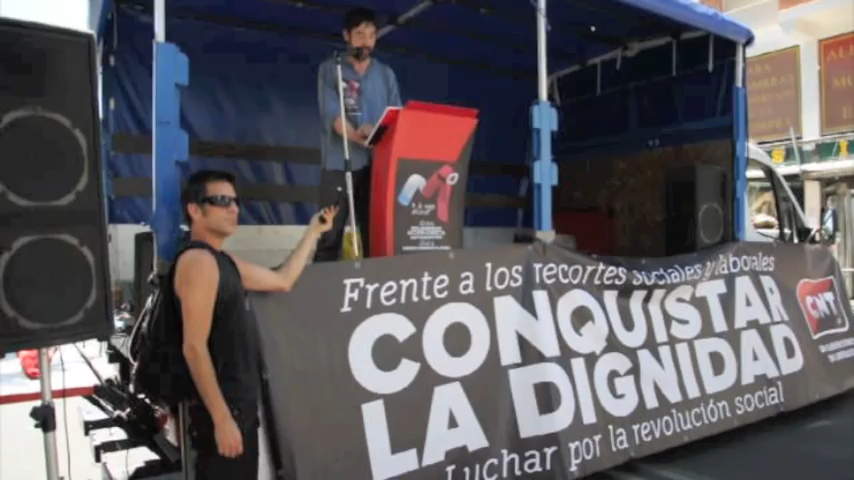 Frente a los recortes sociales y laborales
CONQUISTAR
LA DIGNIDAD
Luchar por la revolución social
CNT